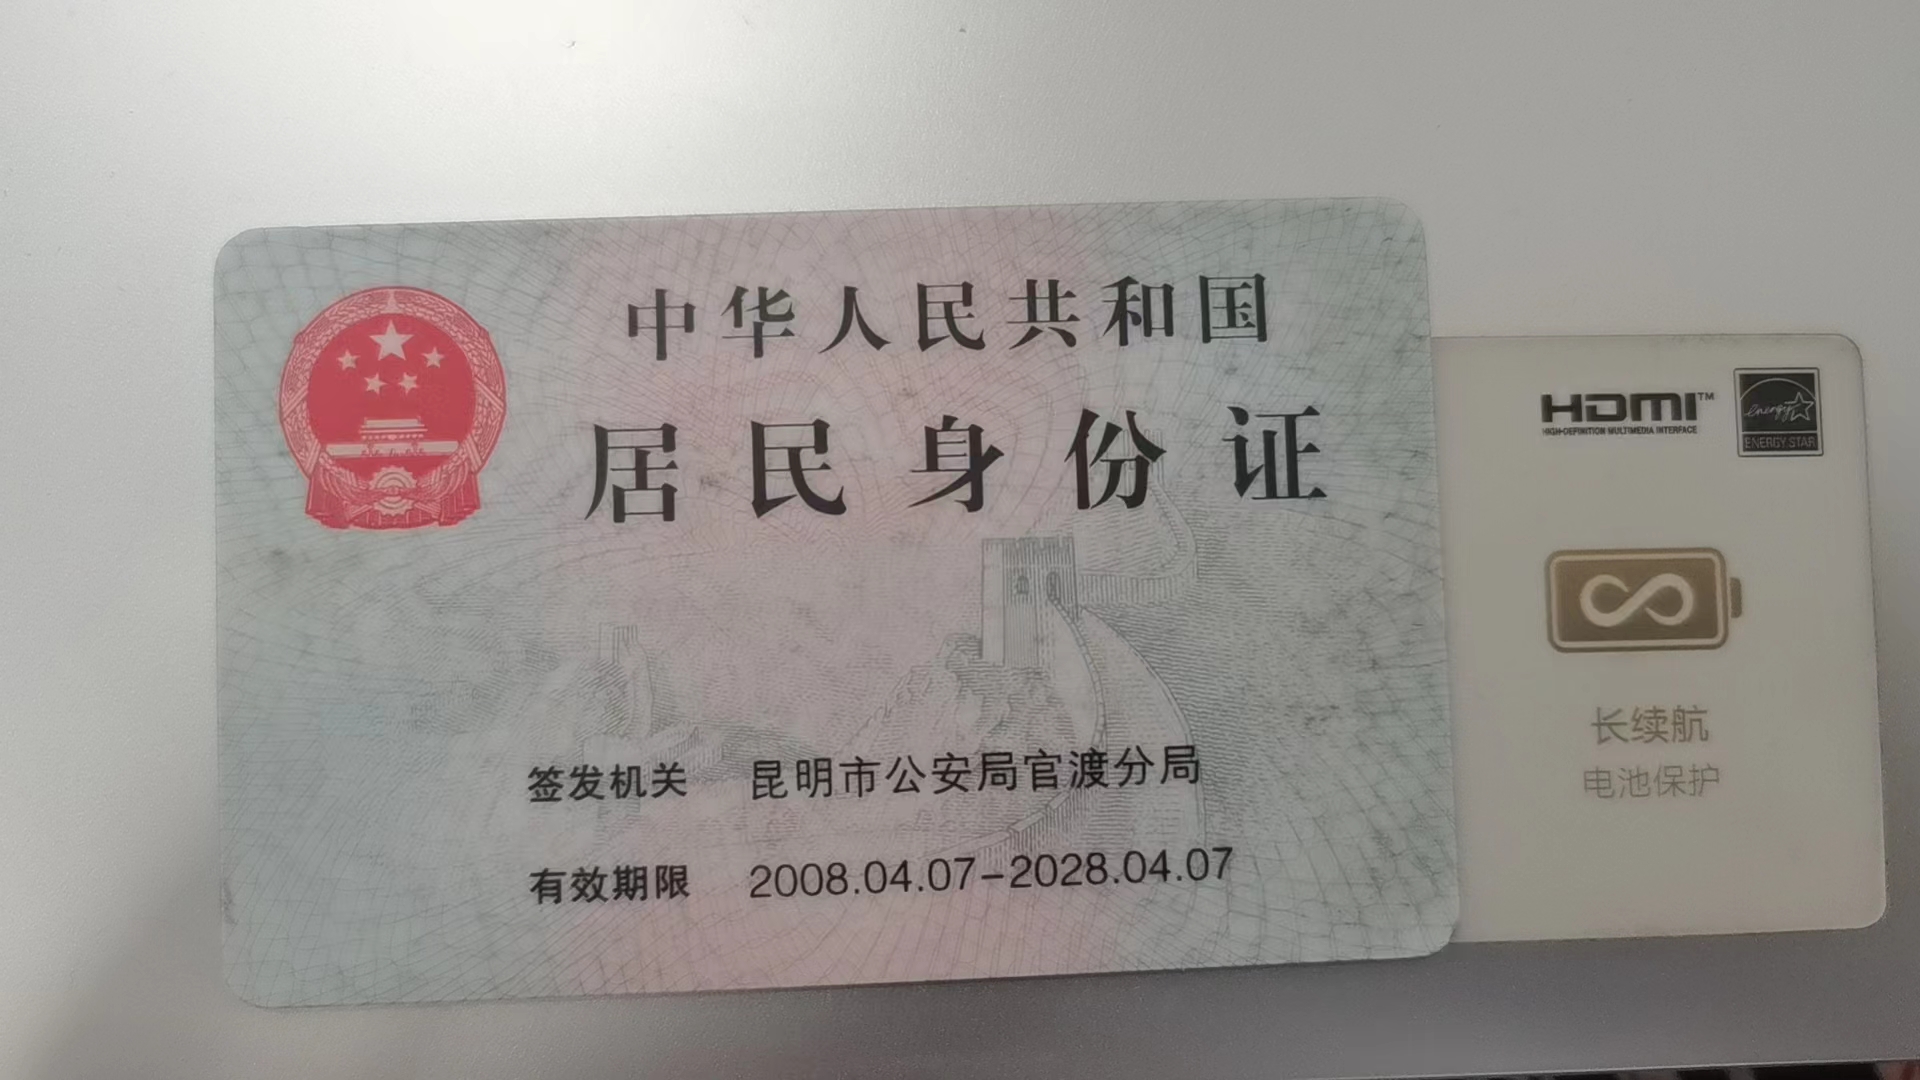 中华人民共和国
居民身份证
签发机关 昆明市公安局官渡分局
有效期限 2008.04.07-2028.04.07
HDMI™
HIGH-DEFINITION MULTIMEDIA INTERFACE
energy
ENERGY STAR
长续航
电池保护